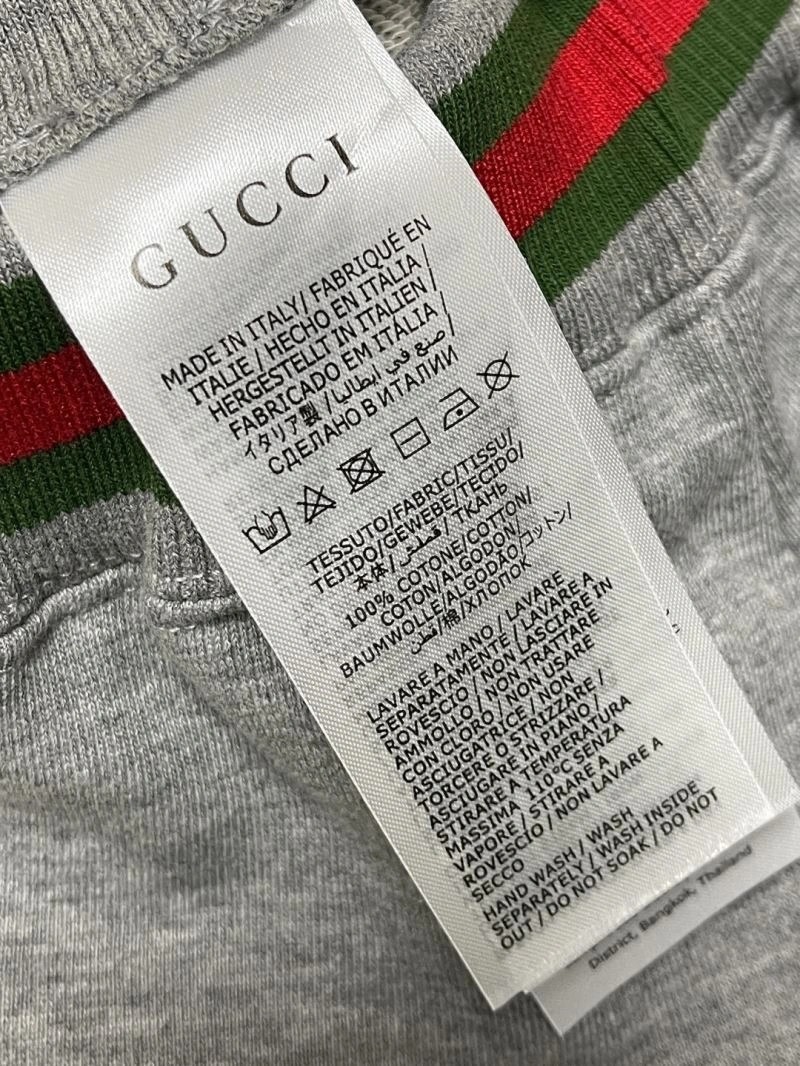 GUCCI
MADE IN ITALY/ FABRIQUÉ EN
ITALIE / HECHO EN ITALIA /
HERGESTELLT IN ITALIEN /
FABRICADO EM ITÁLIA /
イタリア製 / صنع في ايطاليا /
СДЕЛАНО В ИТАЛИИ
TESSUTO/FABRIC/TISSU/
TEJIDO/GEWEBE/TECIDO/
本体/ قماش / ТКАНЬ
100% COTONE/COTTON/
COTON/ALGODON/
BAUMWOLLE/ALGODÃO/コットン/
قطن/棉/ХЛОПОК
LAVARE A MANO / LAVARE
SEPARATAMENTE / LAVARE A
ROVESCIO / NON LASCIARE IN
AMMOLLO / NON TRATTARE
CON CLORO / NON USARE
ASCIUGATRICE / NON
TORCERE O STRIZZARE /
ASCIUGARE IN PIANO /
STIRARE A TEMPERATURA
MASSIMA 110°C SENZA
VAPORE / STIRARE A
ROVESCIO / NON LAVARE A
SECCO
HAND WASH / WASH
SEPARATELY / WASH INSIDE
OUT / DO NOT SOAK / DO NOT
District, Bangkok, Thailand